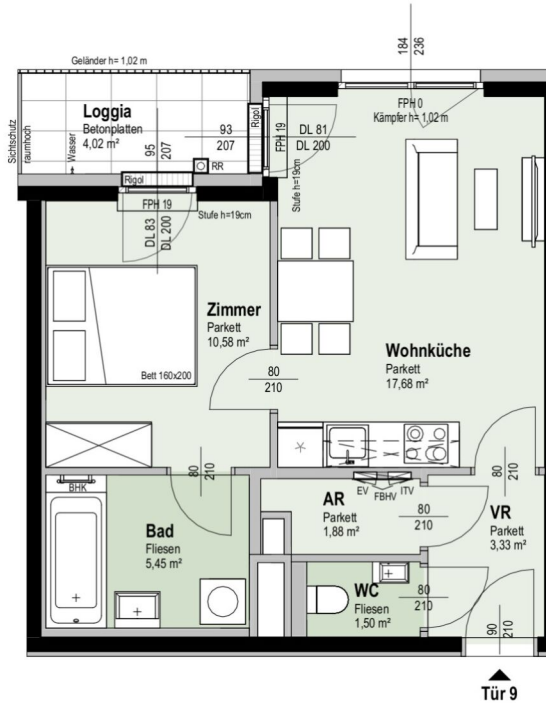 184
236
Geländer h= 1,02 m
Sichtschutz
raumhoch
Loggia
Betonplatten
4,02 m²
Wasser
95
207
93
207
Rigol
RR
Rigol
FPH 19
DL 81
DL 200
FPH 0
Kämpfer h= 1,02 m
Stufe h=19cm
FPH 19
Stufe h=19cm
DL 83
DL 200
Zimmer
Parkett
10,58 m²
Bett 160x200
80
210
Wohnküche
Parkett
17,68 m²
80
210
BHK
Bad
Fliesen
5,45 m²
EV
FBHV
ITV
AR
Parkett
1,88 m²
80
210
80
210
VR
Parkett
3,33 m²
WC
Fliesen
1,50 m²
80
210
90
210
Tür 9